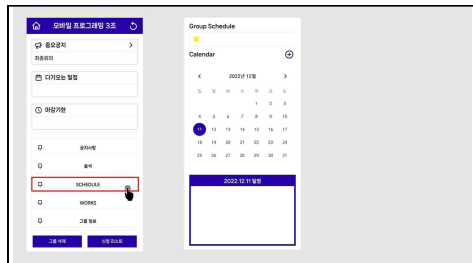 모바일 프로그래밍 3조
중요공지
최종회의
다가오는 일정
마감기한
공지사항
출석
SCHEDULE
WORKS
그룹 정보
그룹 삭제
신청 리스트
Group Schedule
Calendar
2022년 12월
일 월 화 수 목 금 토
1 2 3
4 5 6 7 8 9 10
11 12 13 14 15 16 17
18 19 20 21 22 23 24
25 26 27 28 29 30 31
2022.12.11 일정